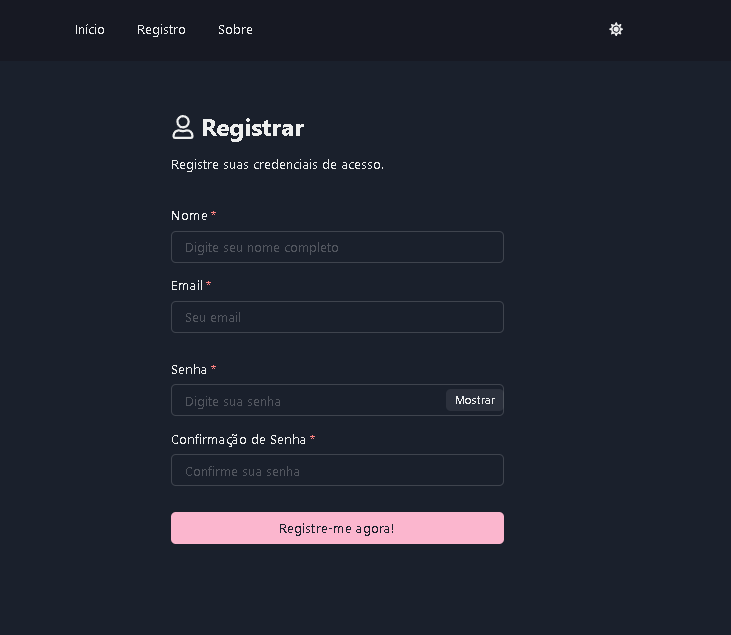 Início Registro Sobre
Registrar
Registre suas credenciais de acesso.
Nome *
Digite seu nome completo
Email *
Seu email
Senha *
Digite sua senha Mostrar
Confirmação de Senha *
Confirme sua senha
Registre-me agora!